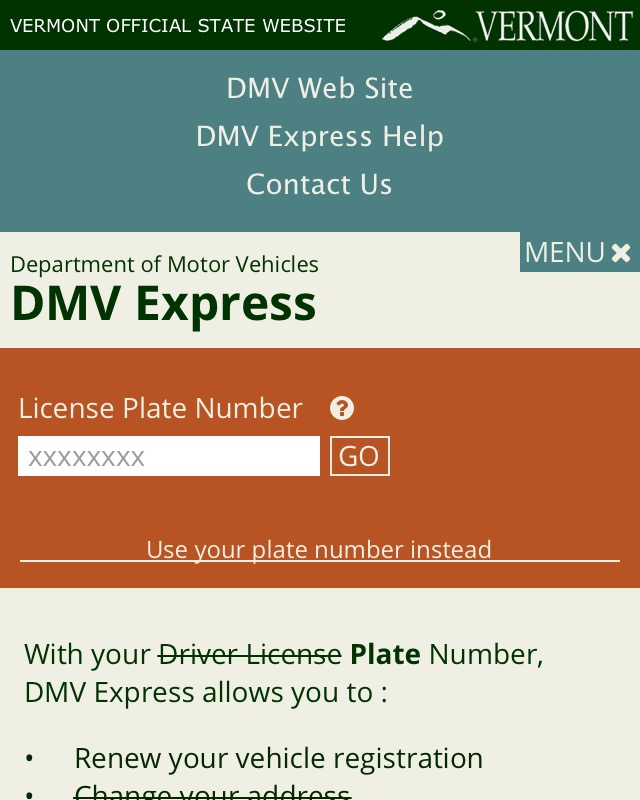 VERMONT OFFICIAL STATE WEBSITE
VERMONT
DMV Web Site
DMV Express Help
Contact Us
MENU ✖
Department of Motor Vehicles
DMV Express
License Plate Number ?
xxxxxxxx
GO
Use your plate number instead
With your Driver License Plate Number,
DMV Express allows you to :
• Renew your vehicle registration
• Change your address